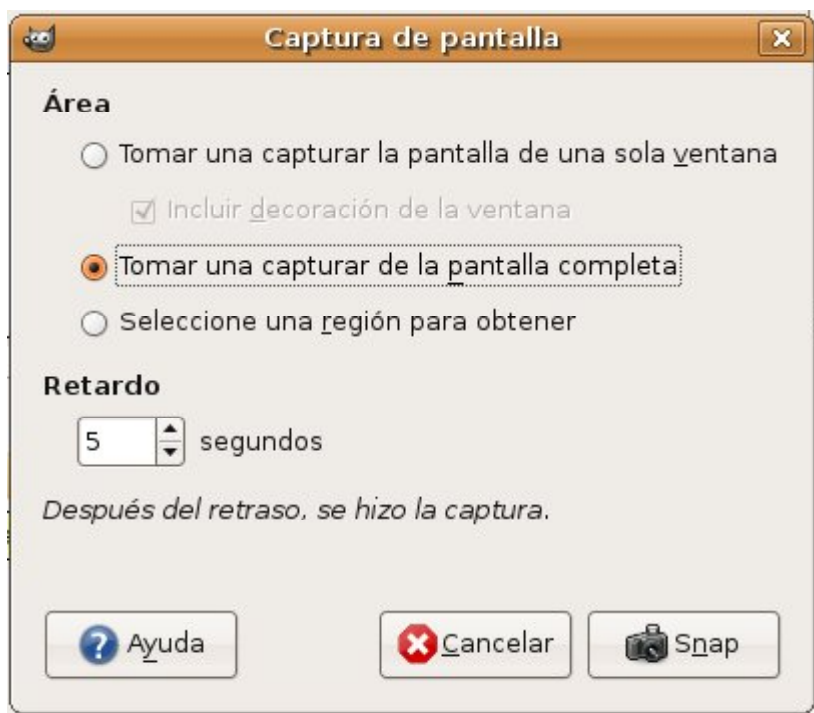 Captura de pantalla
Área
Tomar una capturar la pantalla de una sola ventana
Incluir decoración de la ventana
Tomar una capturar de la pantalla completa
Seleccione una región para obtener
Retardo
5 segundos
Después del retraso, se hizo la captura.
Ayuda Cancelar Snap